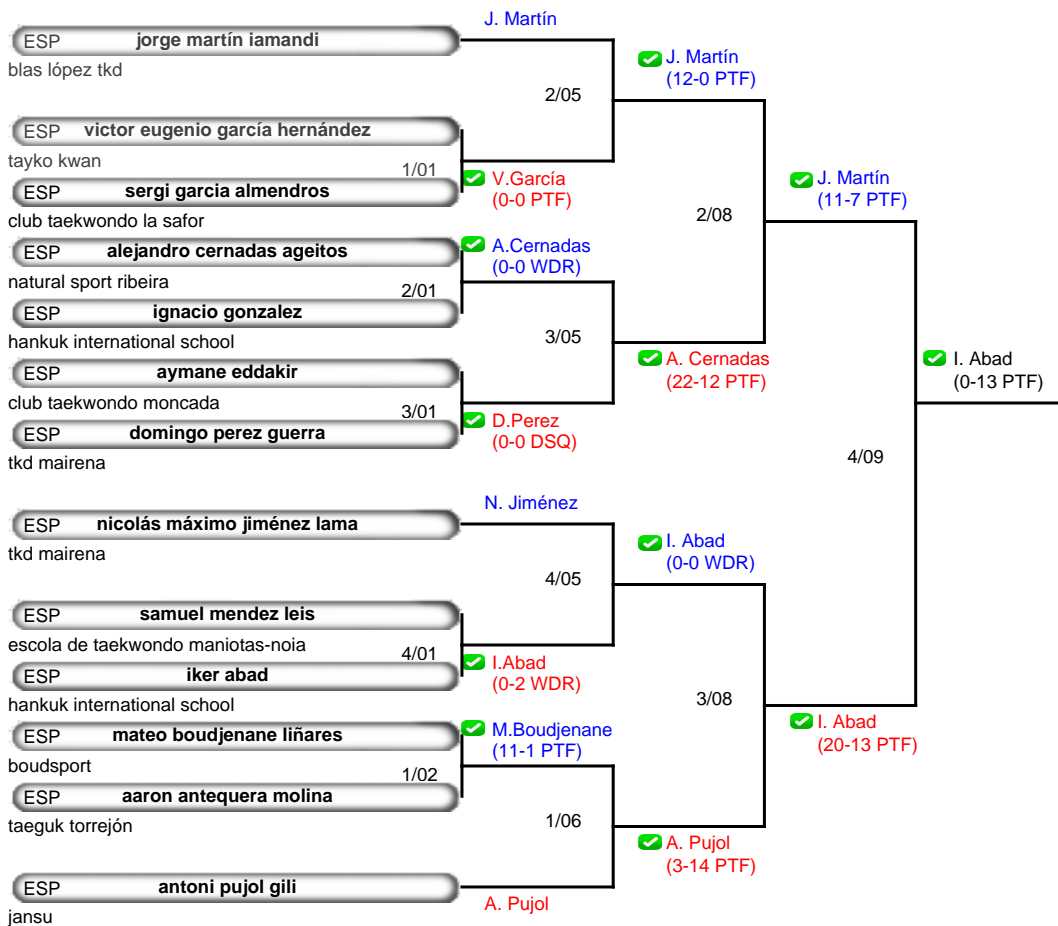 J. Martín
ESP jorge martín iamandi
blas lópez tkd
J. Martín
(12-0 PTF)
2/05
ESP victor eugenio garcía hernández
tayko kwan
1/01
V.García
(0-0 PTF)
ESP sergi garcia almendros
club taekwondo la safor
J. Martín
(11-7 PTF)
2/08
ESP alejandro cernadas ageitos
natural sport ribeira
A.Cernadas
(0-0 WDR)
2/01
ESP ignacio gonzalez
hankuk international school
3/05
A. Cernadas
(22-12 PTF)
I. Abad
(0-13 PTF)
ESP aymane eddakir
club taekwondo moncada
3/01
D.Perez
(0-0 DSQ)
ESP domingo perez guerra
tkd mairena
4/09
N. Jiménez
ESP nicolás máximo jiménez lama
tkd mairena
I. Abad
(0-0 WDR)
4/05
ESP samuel mendez leis
escola de taekwondo maniotas-noia
4/01
I.Abad
(0-2 WDR)
ESP iker abad
hankuk international school
3/08
I. Abad
(20-13 PTF)
ESP mateo boudjenane liñares
boudsport
M.Boudjenane
(11-1 PTF)
1/02
ESP aaron antequera molina
taeguk torrejón
1/06
A. Pujol
(3-14 PTF)
ESP antoni pujol gili
jansu
A. Pujol